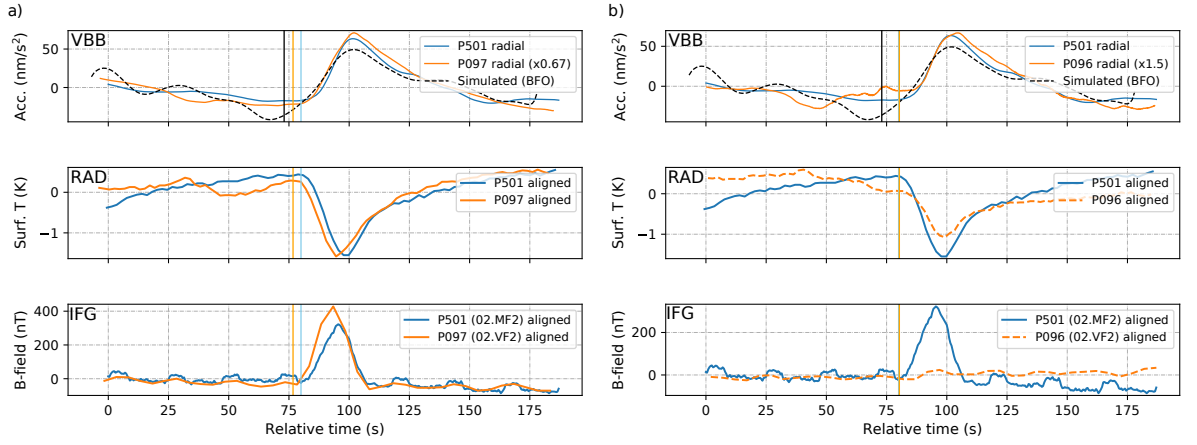 a)
VBB
Acc. (nm/s²)
50
0
P501 radial
P097 radial (x0.67)
Simulated (BFO)
RAD
Surf. T (K)
0
−1
P501 aligned
P097 aligned
IFG
B-field (nT)
400
200
0
P501 (02.MF2) aligned
P097 (02.VF2) aligned
0 25 50 75 100 125 150 175
Relative time (s)
b)
VBB
Acc. (nm/s²)
50
0
P501 radial
P096 radial (x1.5)
Simulated (BFO)
RAD
Surf. T (K)
0
−1
P501 aligned
P096 aligned
IFG
B-field (nT)
200
0
P501 (02.MF2) aligned
P096 (02.VF2) aligned
0 25 50 75 100 125 150 175
Relative time (s)